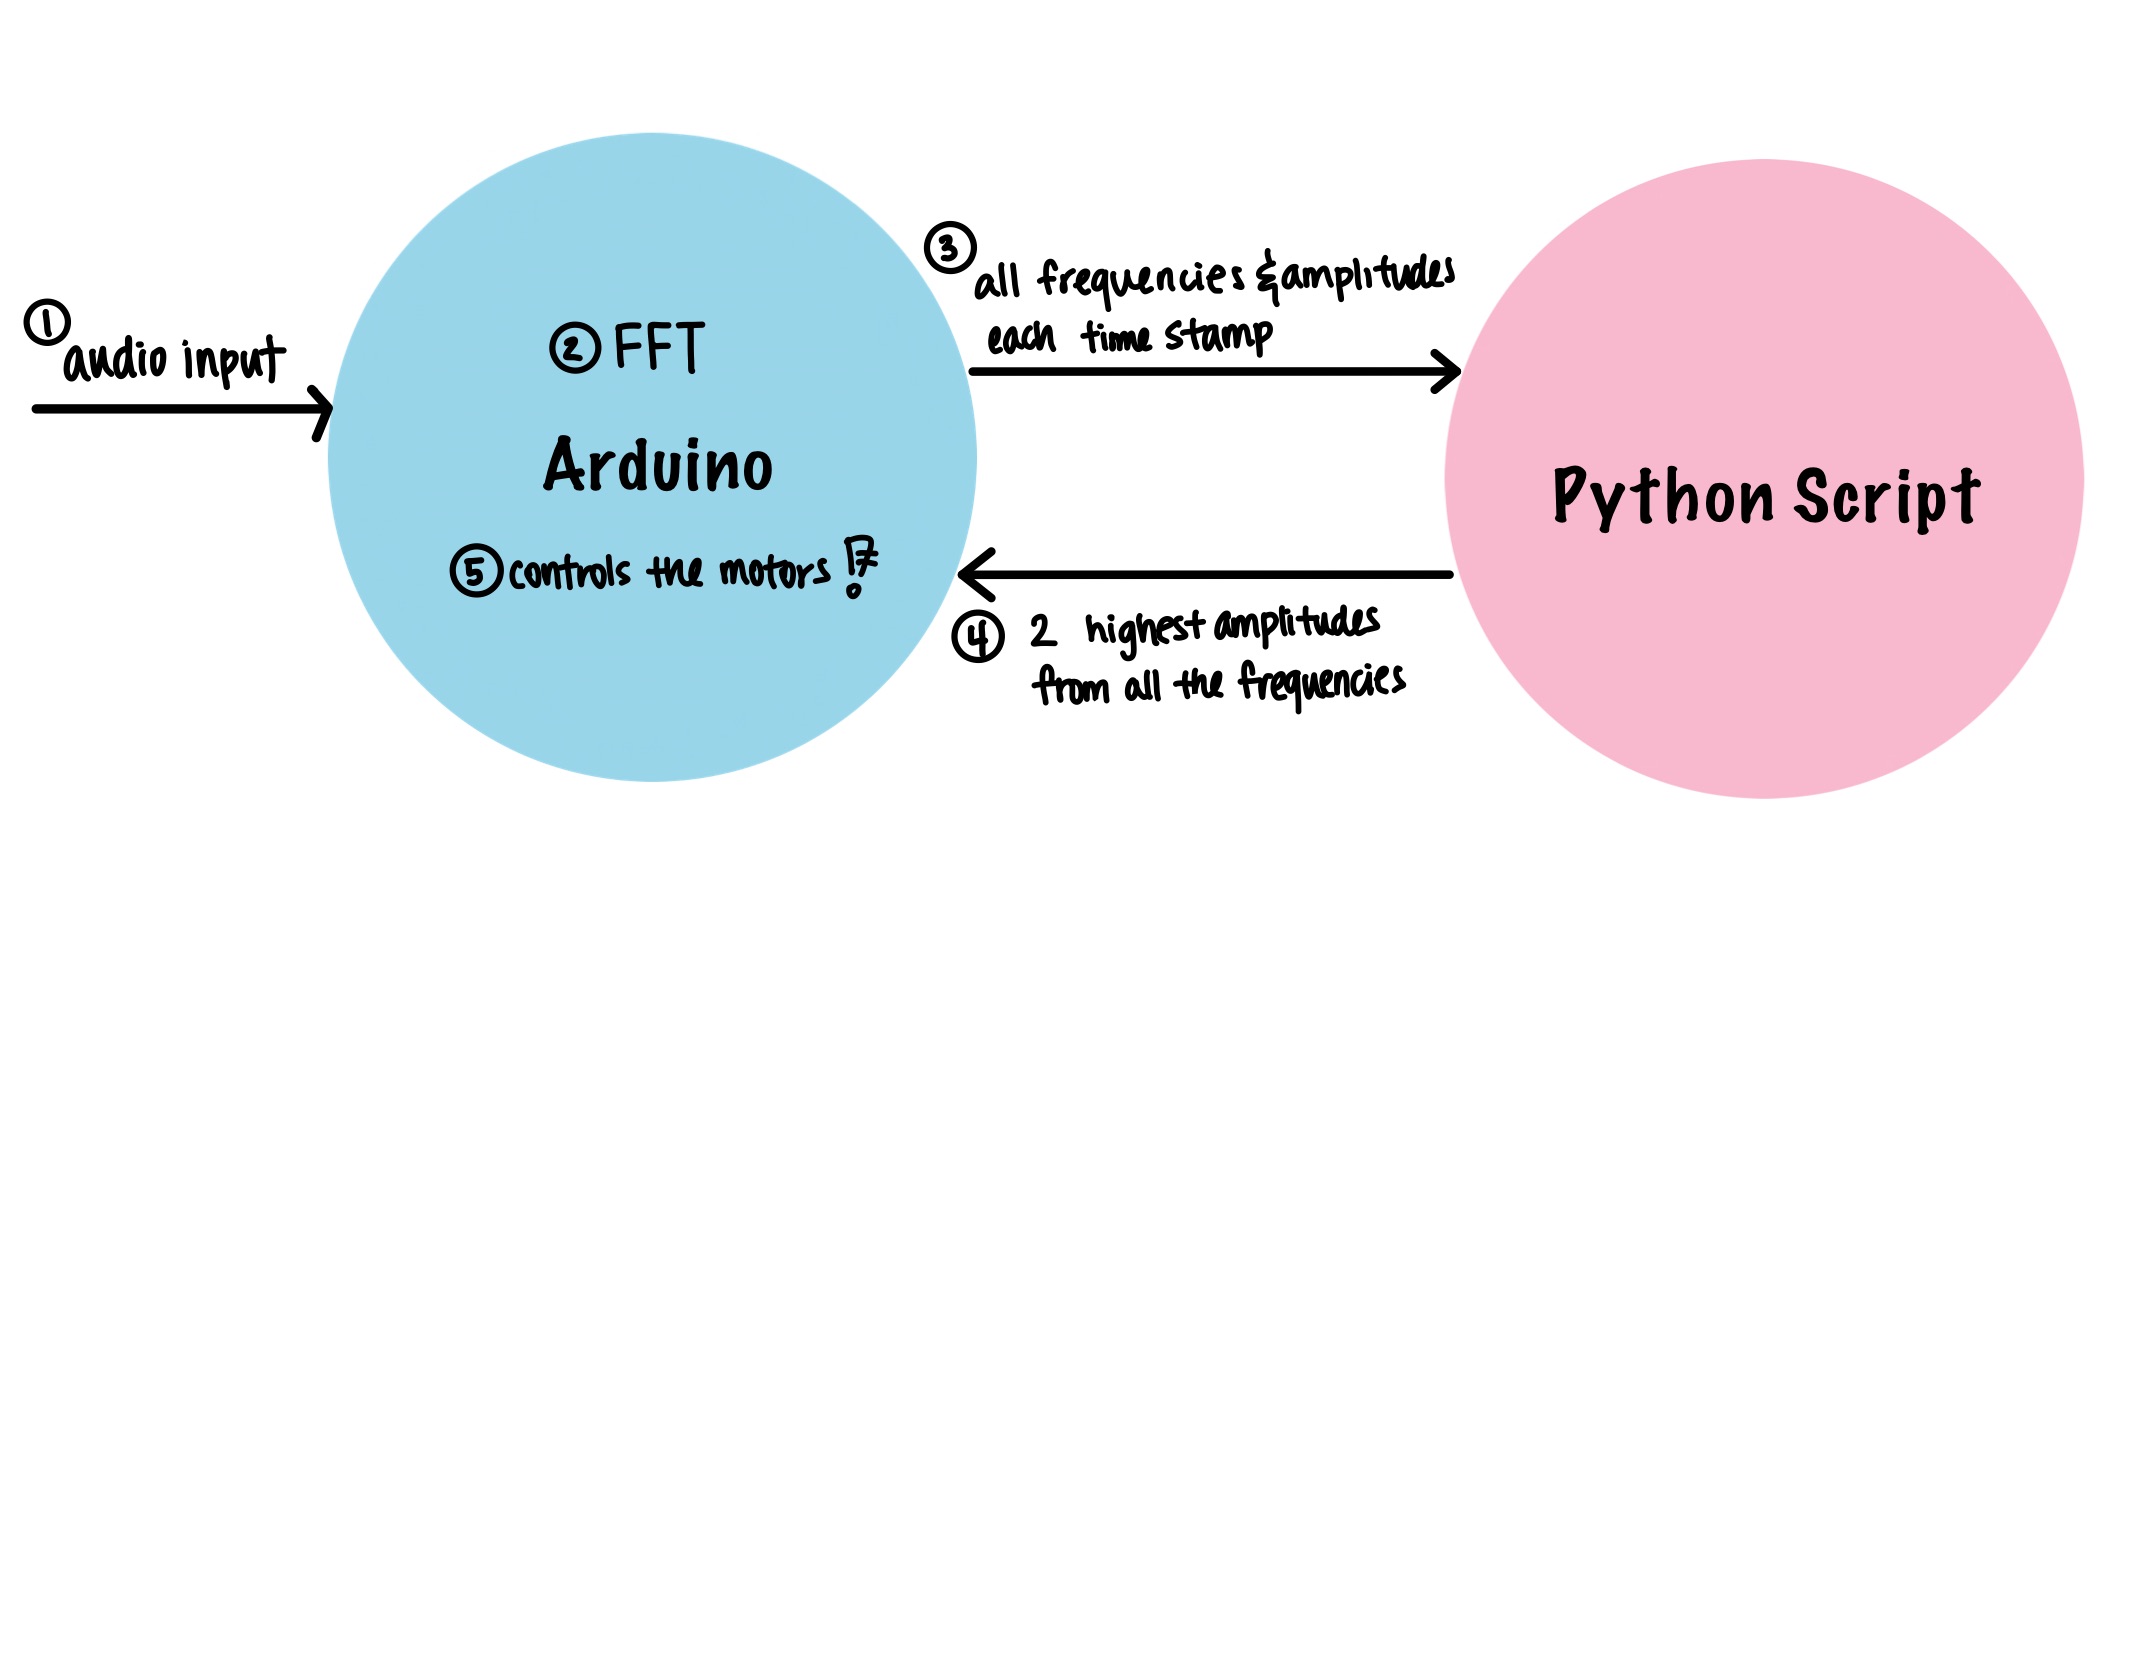 ① audio input
② FFT
Arduino
⑤ controls the motors!
③ all frequencies & amplitudes
each time stamp
④ 2 highest amplitudes
from all the frequencies
Python Script